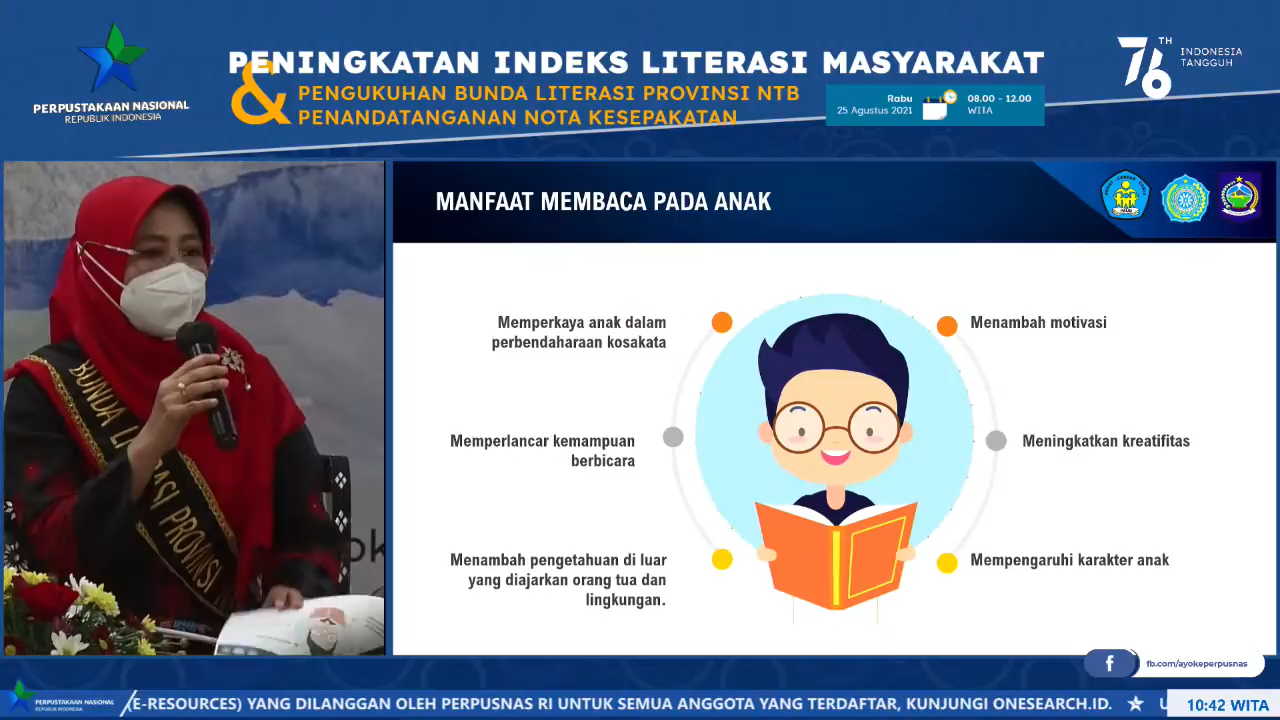 PERPUSTAKAAN NASIONAL
REPUBLIK INDONESIA
PENINGKATAN INDEKS LITERASI MASYARAKAT
& PENGUKUHAN BUNDA LITERASI PROVINSI NTB
PENANDATANGANAN NOTA KESEPAKATAN
Rabu
25 Agustus 2021
08.00 - 12.00
WITA
76 TH
INDONESIA
TANGGUH
BUNDA LITERASI PROVINSI
MANFAAT MEMBACA PADA ANAK
Memperkaya anak dalam
perbendaharaan kosakata
Memperlancar kemampuan
berbicara
Menambah pengetahuan di luar
yang diajarkan orang tua dan
lingkungan.
Menambah motivasi
Meningkatkan kreatifitas
Mempengaruhi karakter anak
f
fb.com/ayokeperpusnas
PERPUSTAKAAN NASIONAL
REPUBLIK INDONESIA
(E-RESOURCES) YANG DILANGGAN OLEH PERPUSNAS RI UNTUK SEMUA ANGGOTA YANG TERDAFTAR, KUNJUNGI ONESEARCH.ID.
10:42 WITA